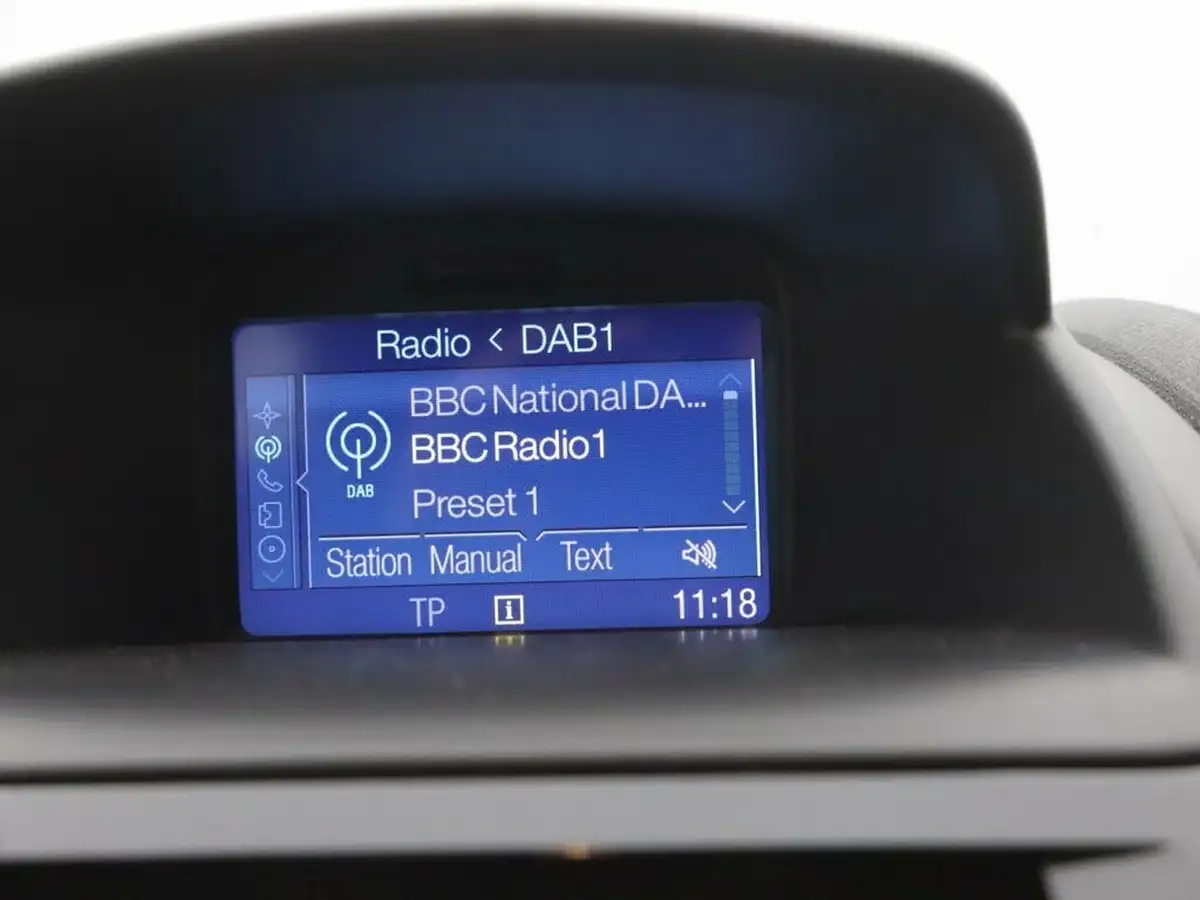 Radio < DAB1
BBC National DA...
BBC Radio1
DAB
Preset 1
Station Manual Text
TP i 11:18